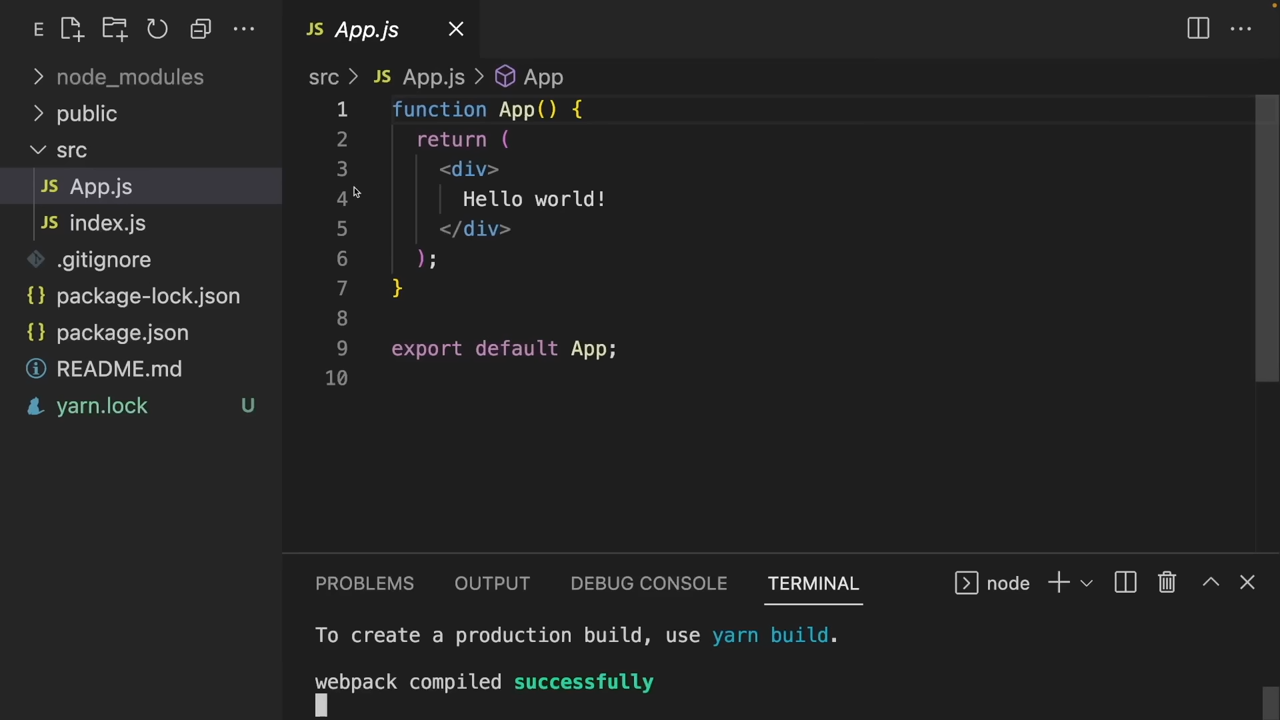 E
JS App.js
node_modules
public
src
JS App.js
JS index.js
.gitignore
{} package-lock.json
{} package.json
README.md
yarn.lock U
src > JS App.js > App
1 function App() {
2 return (
3 <div>
4 Hello world!
5 </div>
6 );
7 }
8
9 export default App;
10
PROBLEMS OUTPUT DEBUG CONSOLE TERMINAL node
To create a production build, use yarn build.
webpack compiled successfully